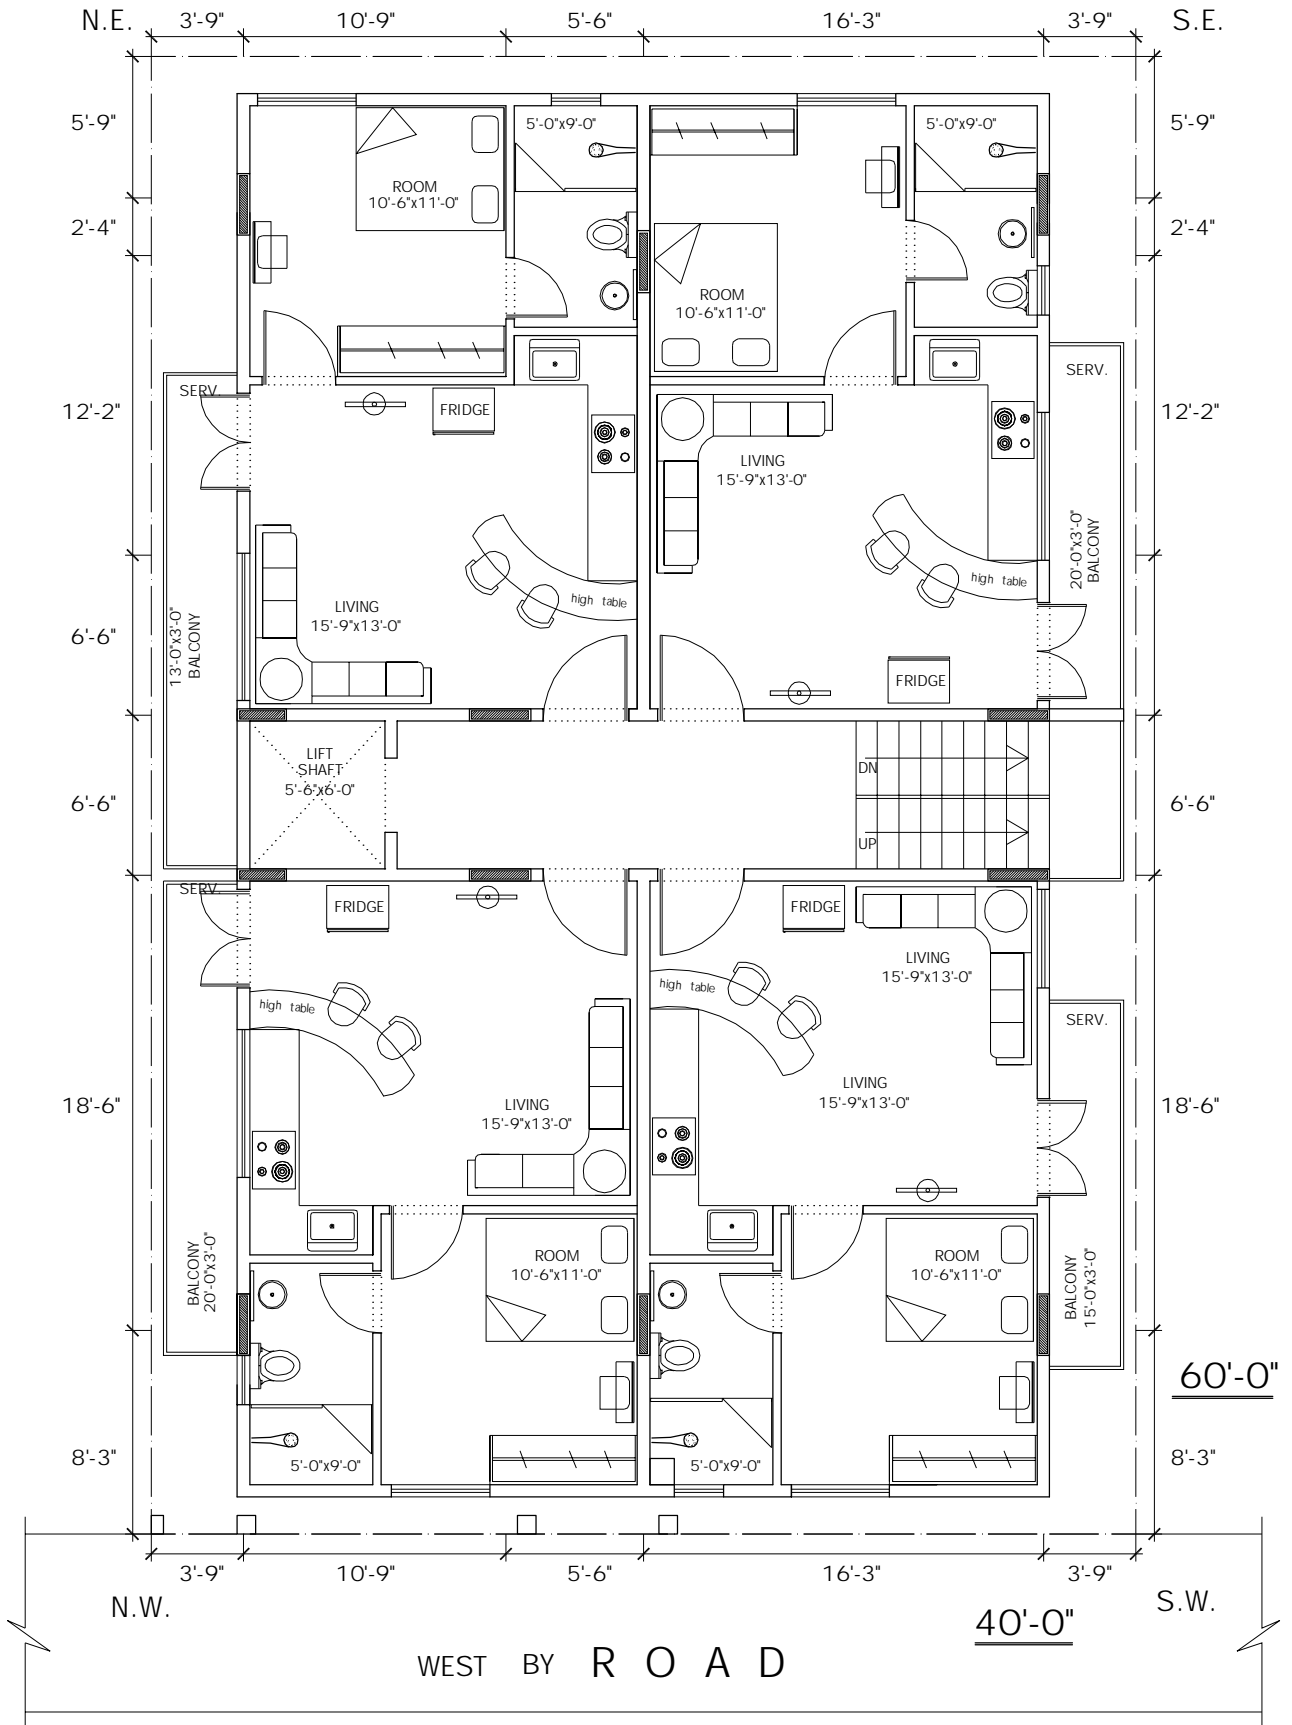 N.E. 3'-9" 10'-9" 5'-6" 16'-3" 3'-9" S.E.
5'-9" 5'-0"x9'-0" 5'-0"x9'-0" 5'-9"
ROOM
10'-6"x11'-0"
2'-4" 2'-4"
ROOM
10'-6"x11'-0"
SERV. SERV.
12'-2" FRIDGE 12'-2"
LIVING
15'-9"x13'-0"
20'-0"x3'-0"
BALCONY
high table
high table
LIVING
15'-9"x13'-0"
6'-6"
13'-0"x3'-0"
BALCONY
FRIDGE
LIFT
SHAFT
5'-6"x6'-0"
DN
6'-6" 6'-6"
UP
SERV.
FRIDGE FRIDGE
LIVING
15'-9"x13'-0"
high table high table
SERV.
LIVING
15'-9"x13'-0"
LIVING
15'-9"x13'-0"
18'-6" 18'-6"
BALCONY
20'-0"x3'-0"
ROOM
10'-6"x11'-0"
ROOM
10'-6"x11'-0"
BALCONY
15'-0"x3'-0"
60'-0"
8'-3" 5'-0"x9'-0" 5'-0"x9'-0" 8'-3"
3'-9" 10'-9" 5'-6" 16'-3" 3'-9"
N.W. S.W.
40'-0"
WEST BY ROAD